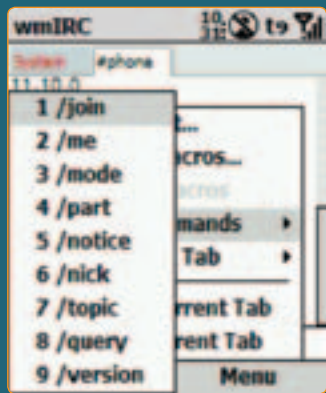 wmIRC 10:31 t9
System #phone
11-10-0
1 /join
2 /me
3 /mode
4 /part
5 /notice
6 /nick
7 /topic
8 /query
9 /version
t...
acros...
acros
mands
Tab
rrent Tab
rent Tab
Menu